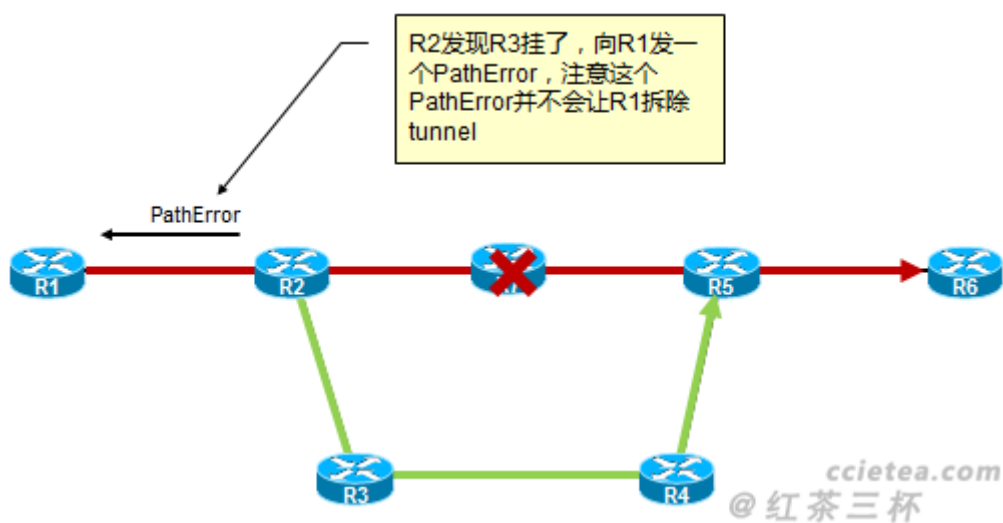 R2发现R3挂了，向R1发一
个PathError，注意这个
PathError并不会让R1拆除
tunnel
PathError
R1
R2
R5
R6
R3
R4
ccietea.com
@红茶三杯